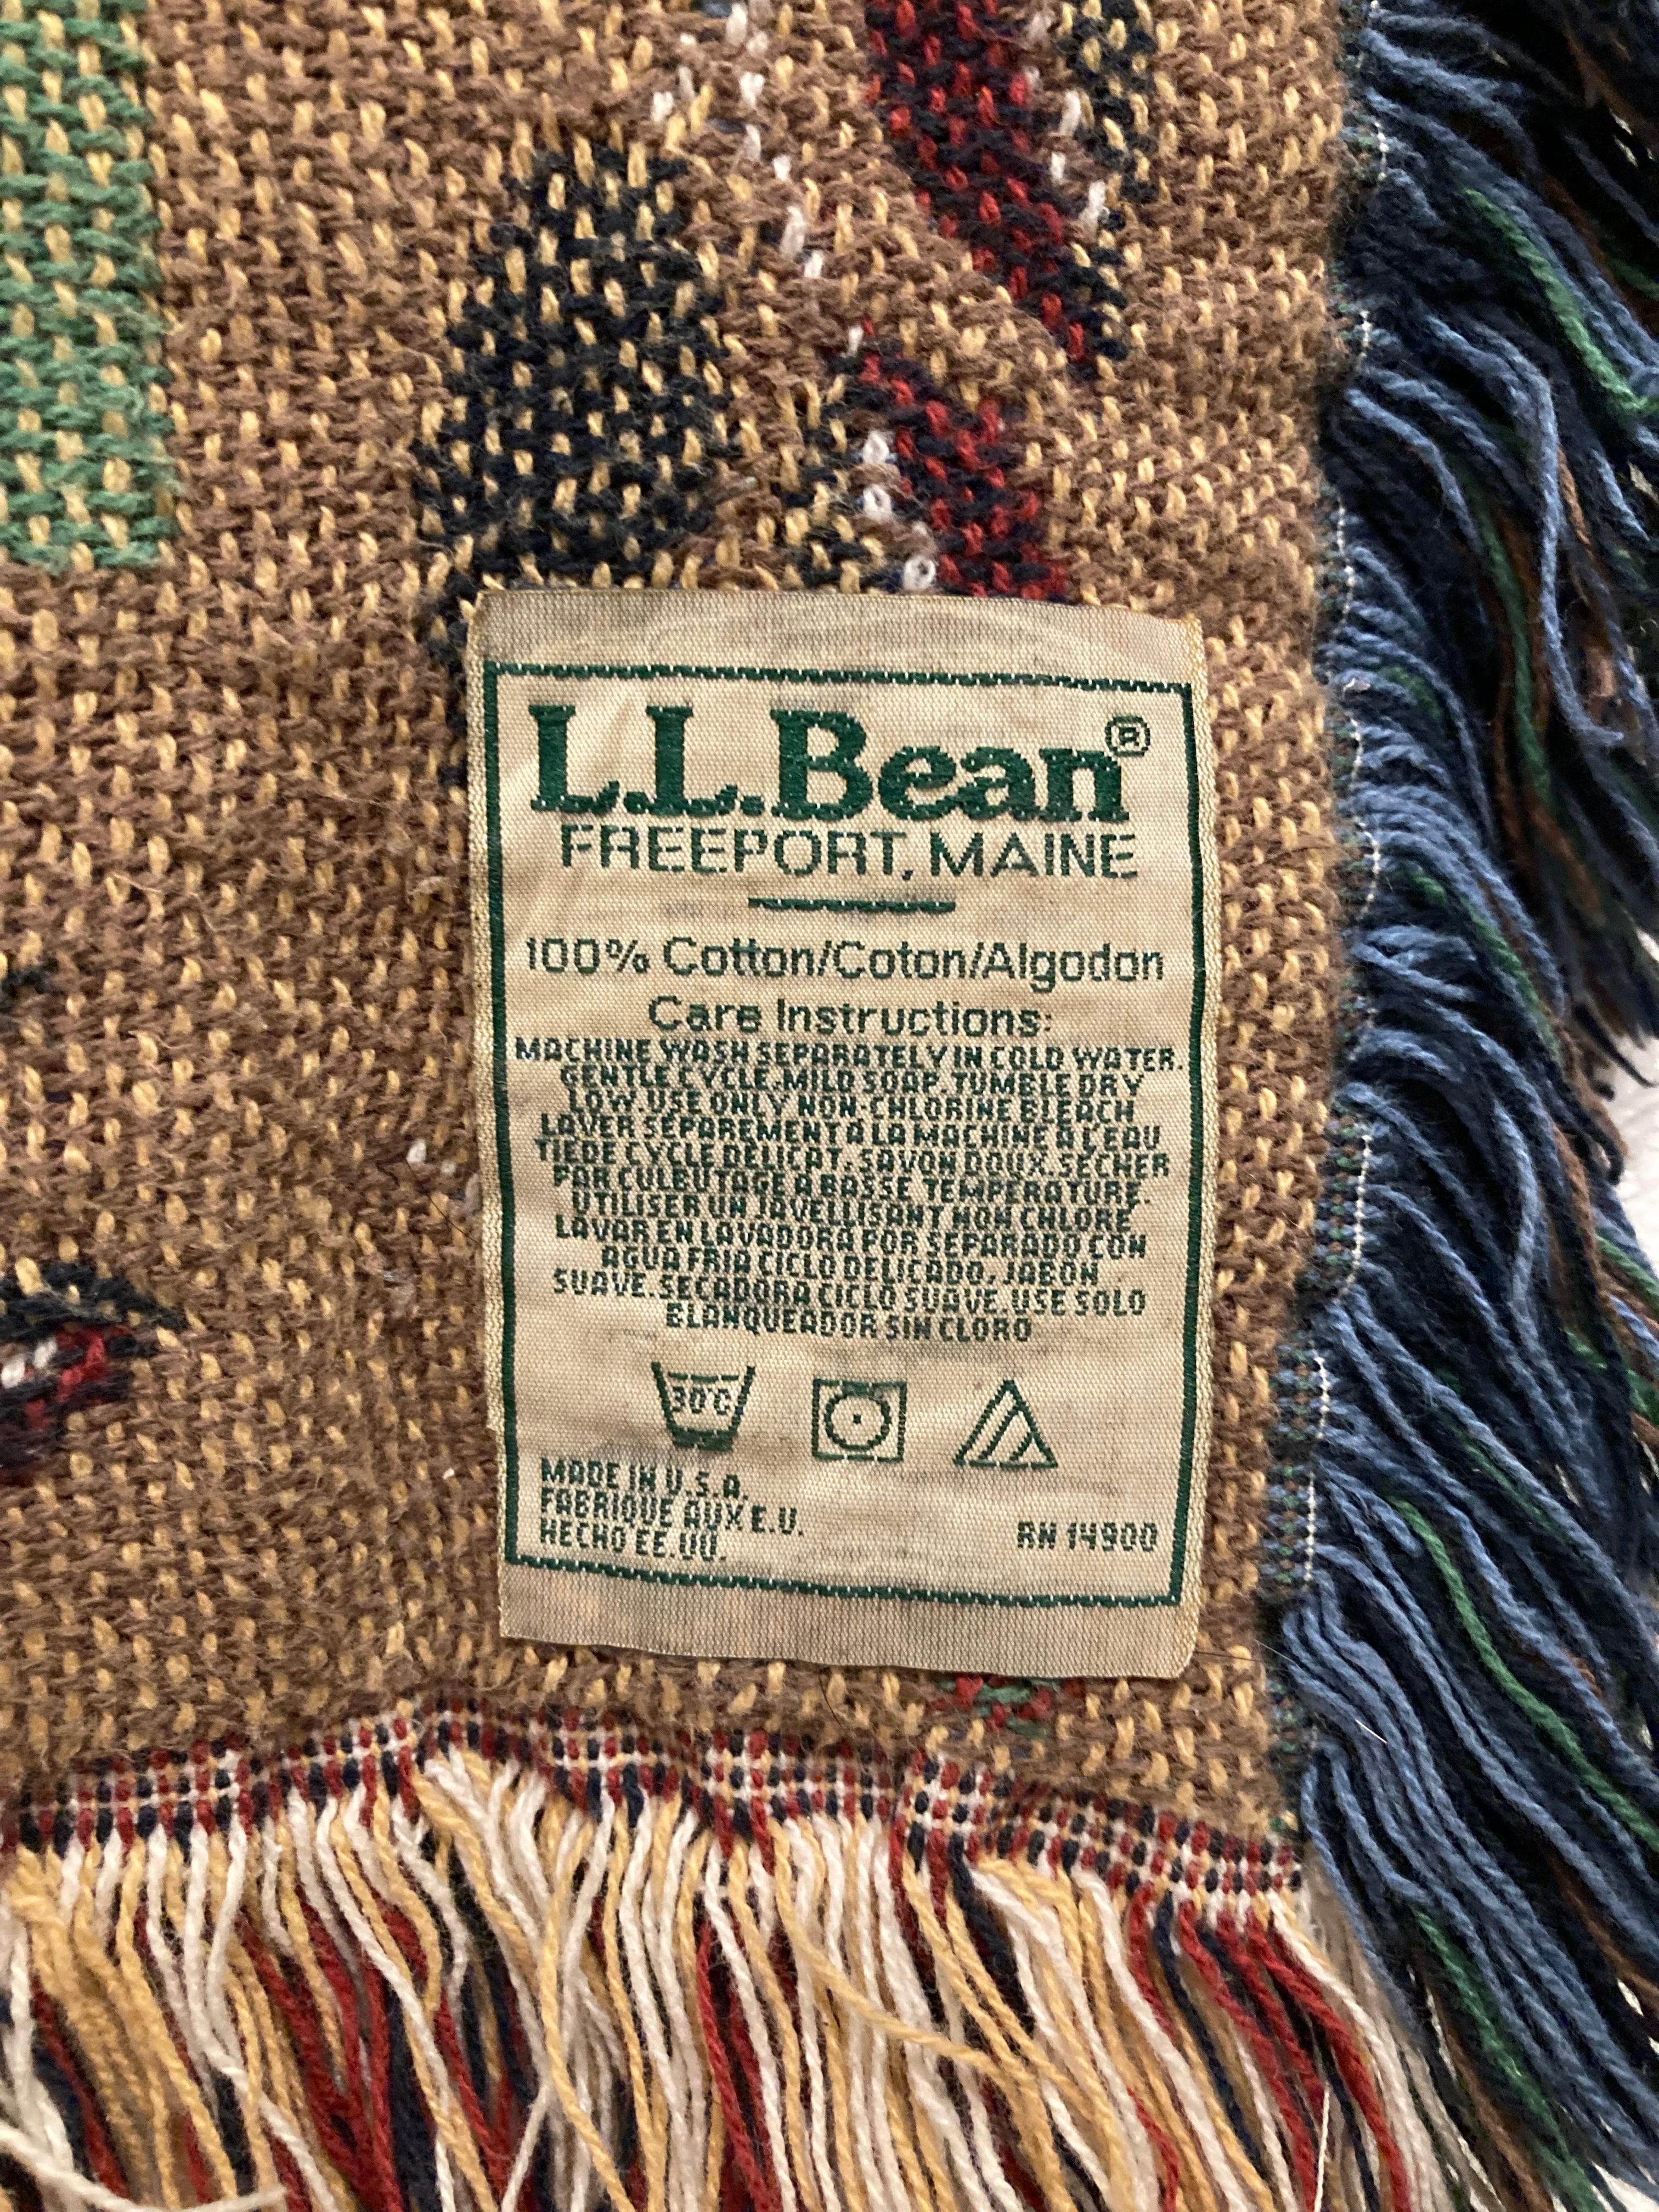 L.L.Bean®
FREEPORT, MAINE
100% Cotton/Coton/Algodon
Care Instructions:
MACHINE WASH SEPARATELY IN COLD WATER.
GENTLE CYCLE.MILD SOAP.TUMBLE DRY
LOW.USE ONLY NON-CHLORINE BLEACH
LAVER SÉPAREMENT A LA MACHINE A L'EAU
TIEDE CYCLE DELICAT.SAVON DOUX.SECHER
PAR CULBUTAGE A BASSE TEMPÉRATURE.
UTILISER UN JAVELLISANT NON CHLORE
LAVAR EN LAVADORA POR SEPARADO CON
AGUA FRIA CICLO DELICADO, JABON
SUAVE.SECADORA CICLO SUAVE.USE SOLO
BLANQUEADOR SIN CLORO
30°C
MADE IN U.S.A.
FABRIQUÉ AUX E.U.
HECHO EE.UU.
RN 14900